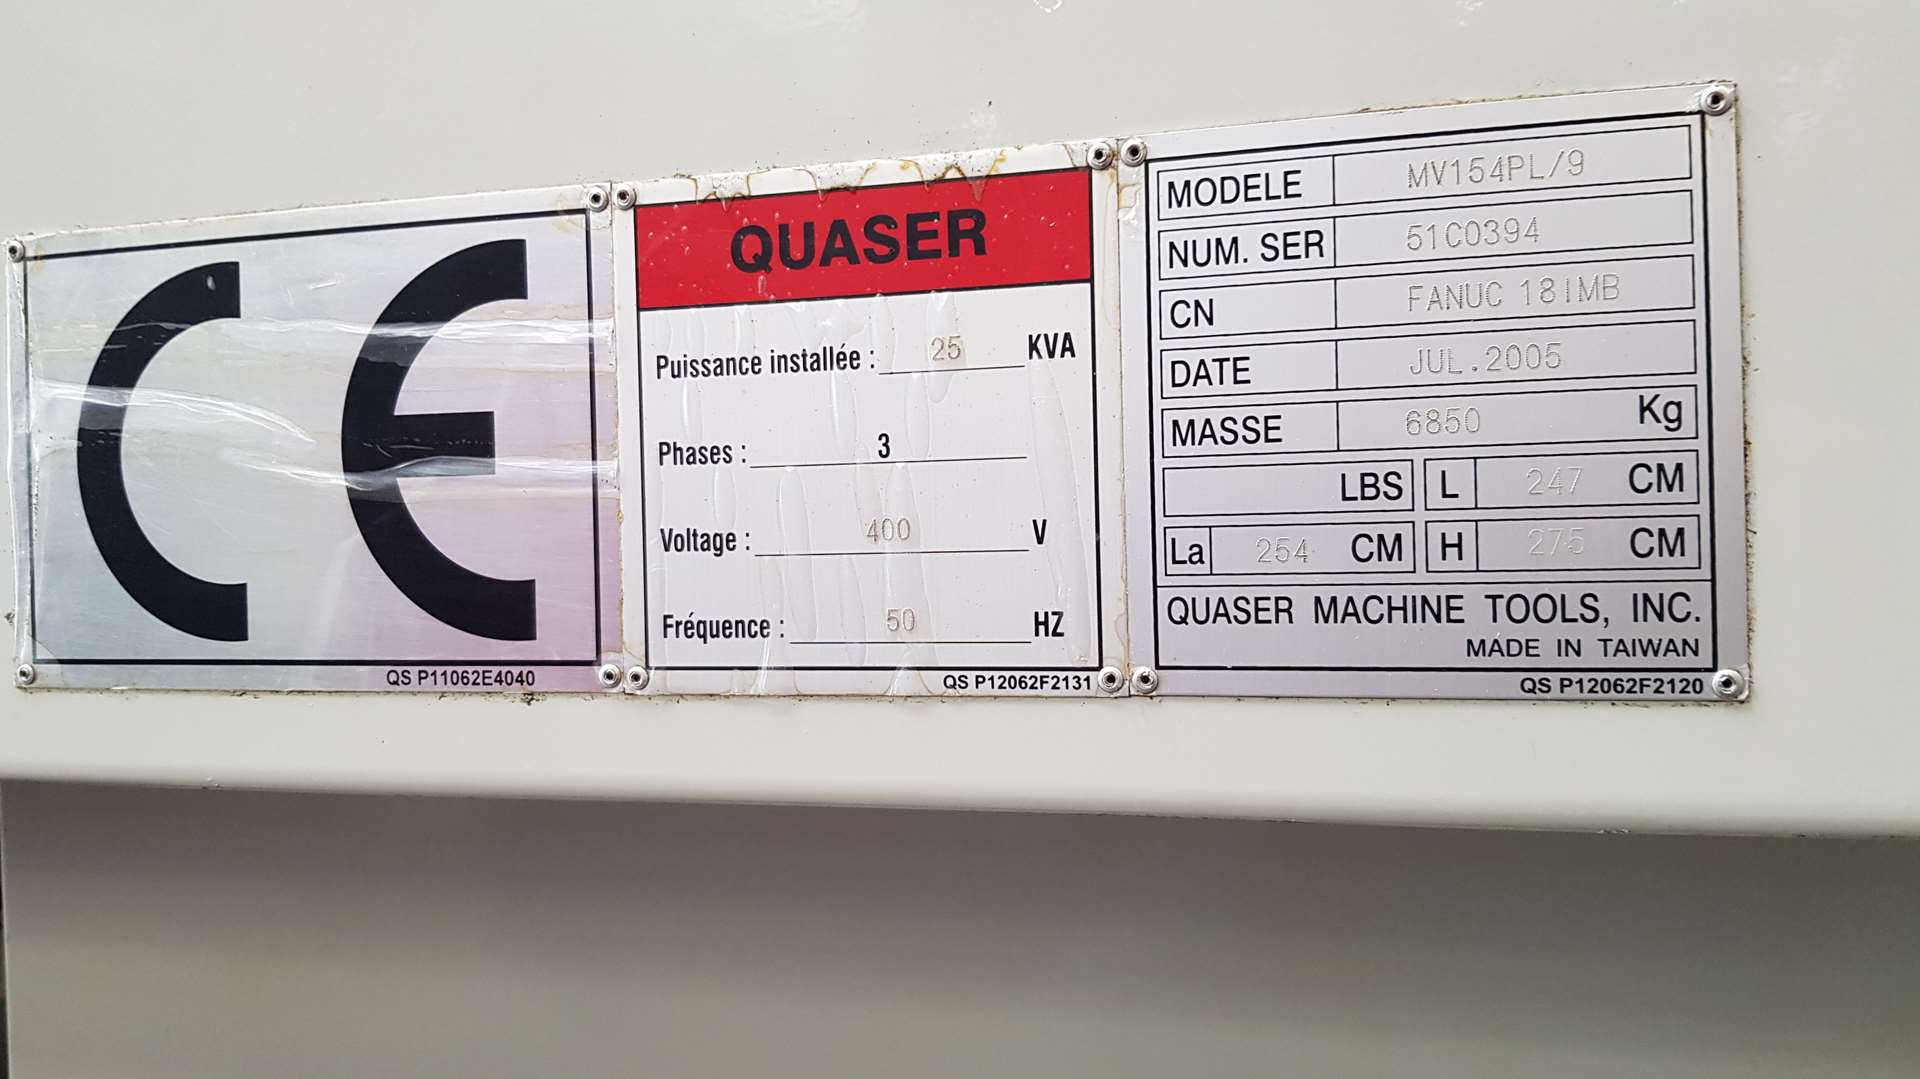 CE
QS P11062E4040
QUASER
Puissance installée : 25 KVA
Phases : 3
Voltage : 400 V
Fréquence : 50 HZ
QS P12062F2131
MODELE MV154PL/9
NUM. SER 51C0394
CN FANUC 18IMB
DATE JUL.2005
MASSE 6850 Kg
LBS L 247 CM
La 254 CM H 275 CM
QUASER MACHINE TOOLS, INC.
MADE IN TAIWAN
QS P12062F2120